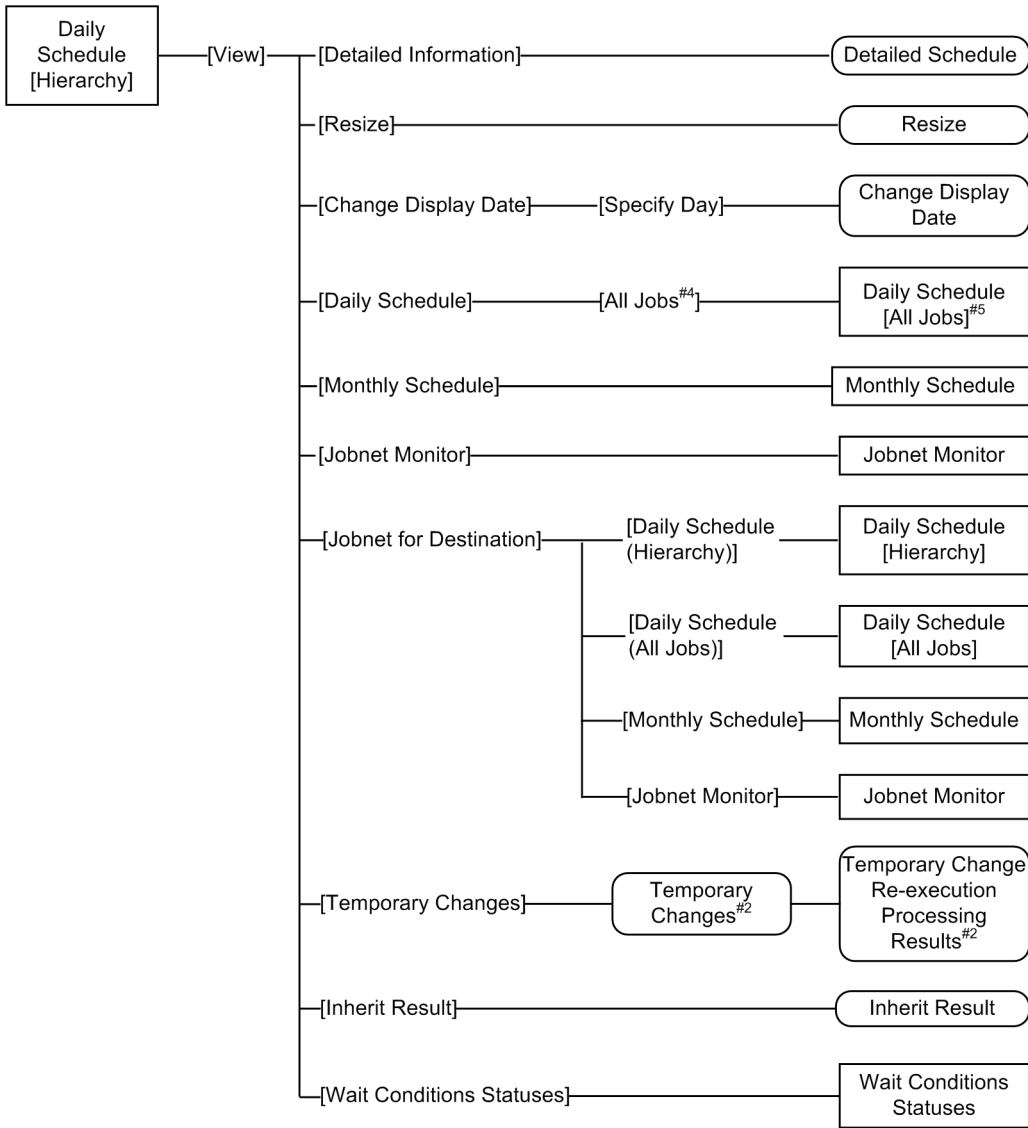 Daily
Schedule
[Hierarchy]
[View]
[Detailed Information]
Detailed Schedule
[Resize]
Resize
[Change Display Date]
[Specify Day]
Change Display
Date
[Daily Schedule]
[All Jobs#4]
Daily Schedule
[All Jobs]#5
[Monthly Schedule]
Monthly Schedule
[Jobnet Monitor]
Jobnet Monitor
[Jobnet for Destination]
[Daily Schedule
(Hierarchy)]
Daily Schedule
[Hierarchy]
[Daily Schedule
(All Jobs)]
Daily Schedule
[All Jobs]
[Monthly Schedule]
Monthly Schedule
[Jobnet Monitor]
Jobnet Monitor
[Temporary Changes]
Temporary
Changes#2
Temporary Change
Re-execution
Processing
Results#2
[Inherit Result]
Inherit Result
[Wait Conditions Statuses]
Wait Conditions
Statuses